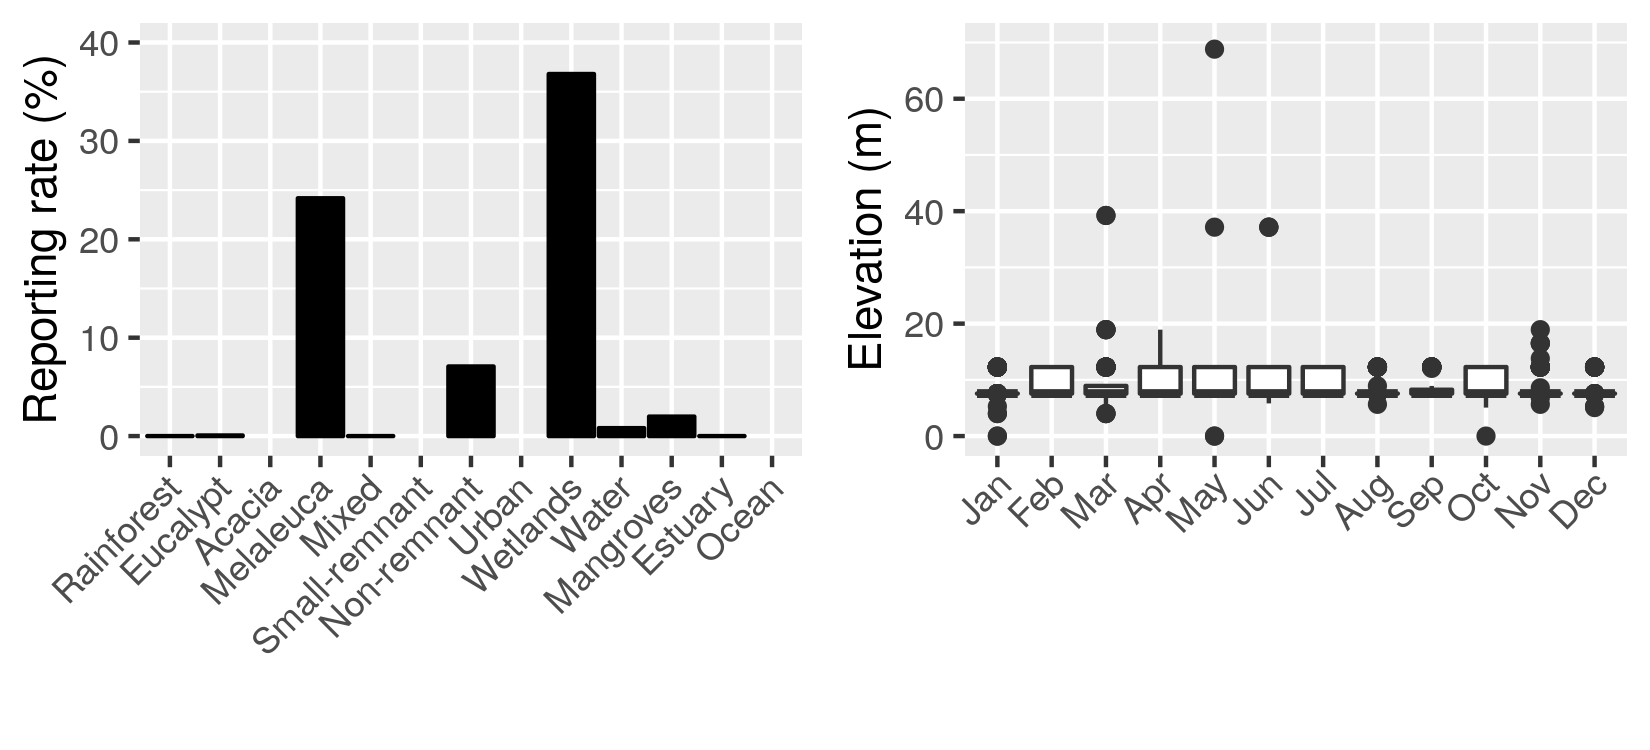 Reporting rate (%)
40
30
20
10
0
Rainforest
Eucalypt
Acacia
Melaleuca
Mixed
Small-remnant
Non-remnant
Urban
Wetlands
Water
Mangroves
Estuary
Ocean
Elevation (m)
60
40
20
0
Jan
Feb
Mar
Apr
May
Jun
Jul
Aug
Sep
Oct
Nov
Dec